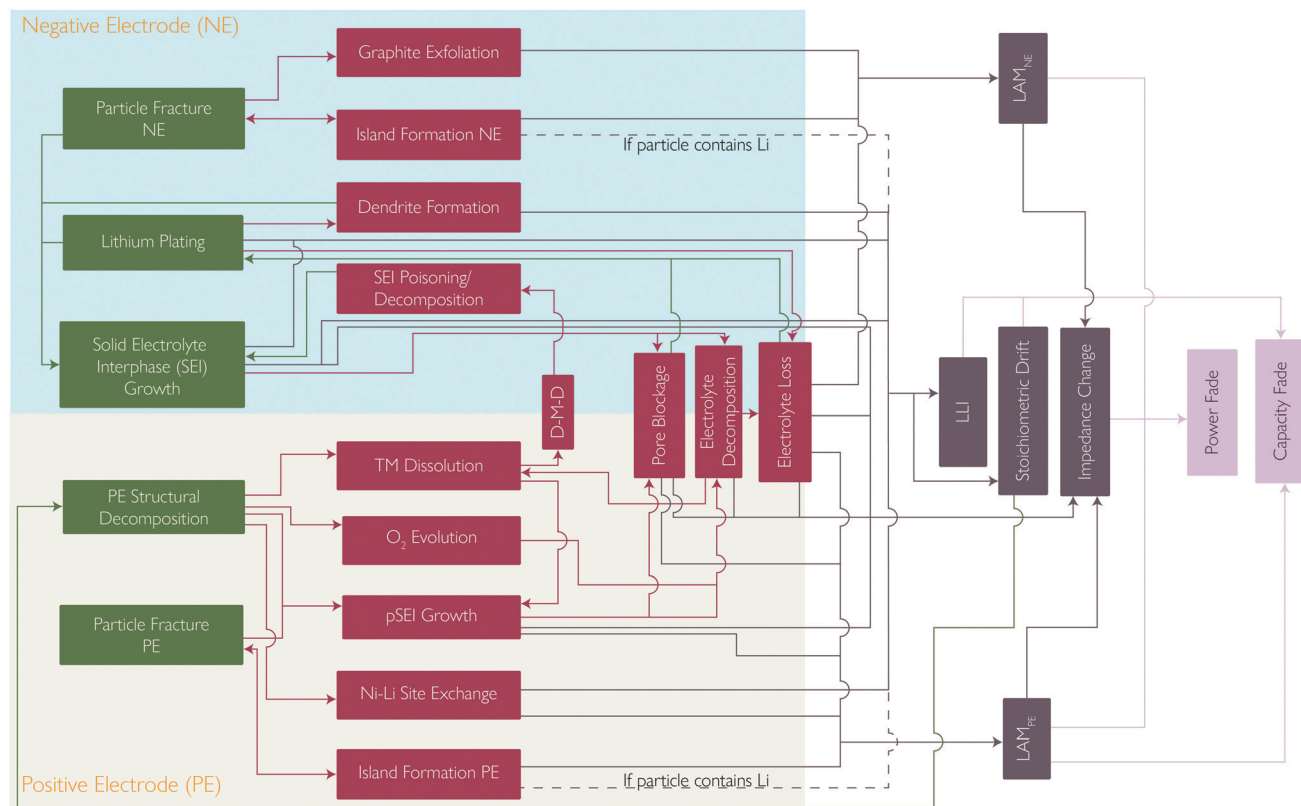 Negative Electrode (NE)
Graphite Exfoliation
Particle Fracture
NE
Island Formation NE
If particle contains Li
Dendrite Formation
Lithium Plating
SEI Poisoning/
Decomposition
Solid Electrolyte
Interphase (SEI)
Growth
D-M-D
Pore Blockage
Electrolyte
Decomposition
Electrolyte Loss
LAM_NE
LLI
Stoichiometric Drift
Impedance Change
Power Fade
Capacity Fade
TM Dissolution
PE Structural
Decomposition
O₂ Evolution
pSEI Growth
Particle Fracture
PE
Ni-Li Site Exchange
LAM_PE
Island Formation PE
If particle contains Li
Positive Electrode (PE)